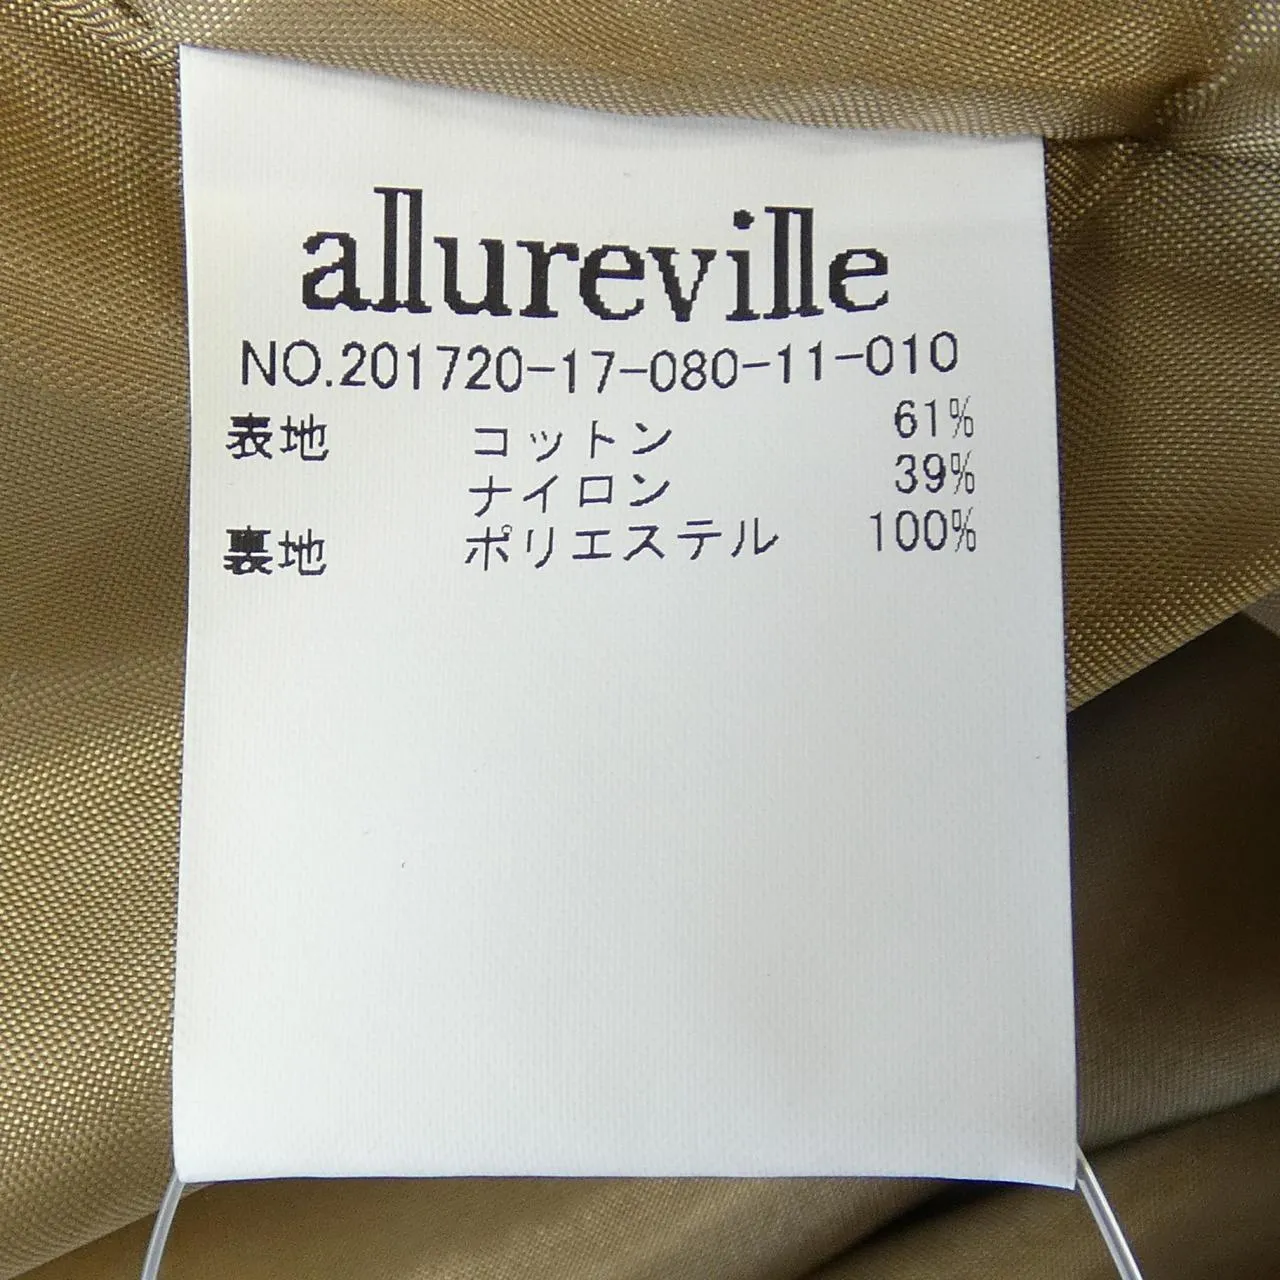 allureville
NO.201720-17-080-11-010
表地 コットン 61%
ナイロン 39%
裏地 ポリエステル 100%